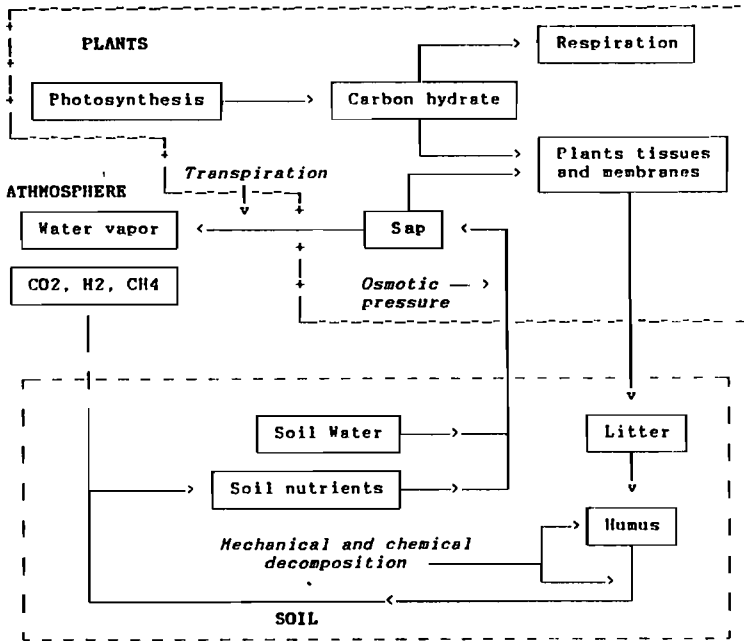 PLANTS
Respiration
Photosynthesis
Carbon hydrate
Plants tissues
and membranes
Transpiration
ATHMOSPHERE
Water vapor
Sap
CO2, H2, CH4
Osmotic
pressure
Soil Water
Litter
Soil nutrients
Humus
Mechanical and chemical
decomposition
SOIL